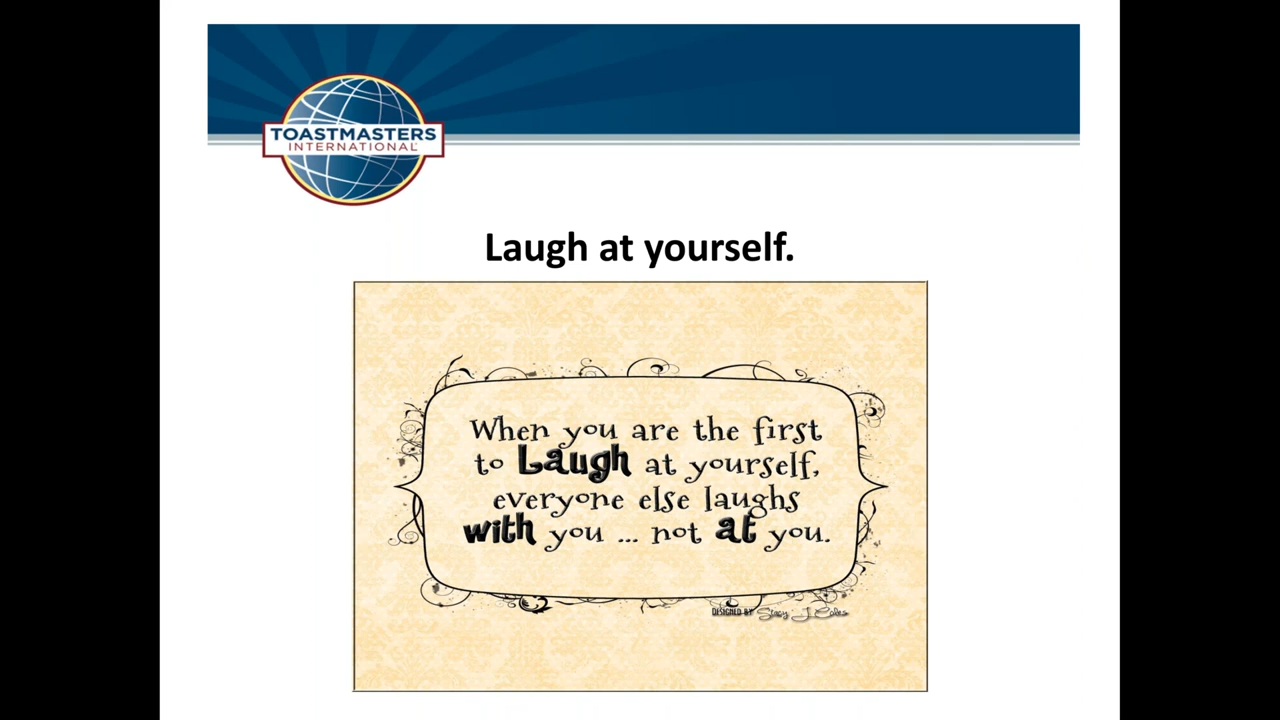 TOASTMASTERS
INTERNATIONAL
Laugh at yourself.
When you are the first
to Laugh at yourself,
everyone else laughs
with you ... not at you.
DESIGNED BY Stacy J.